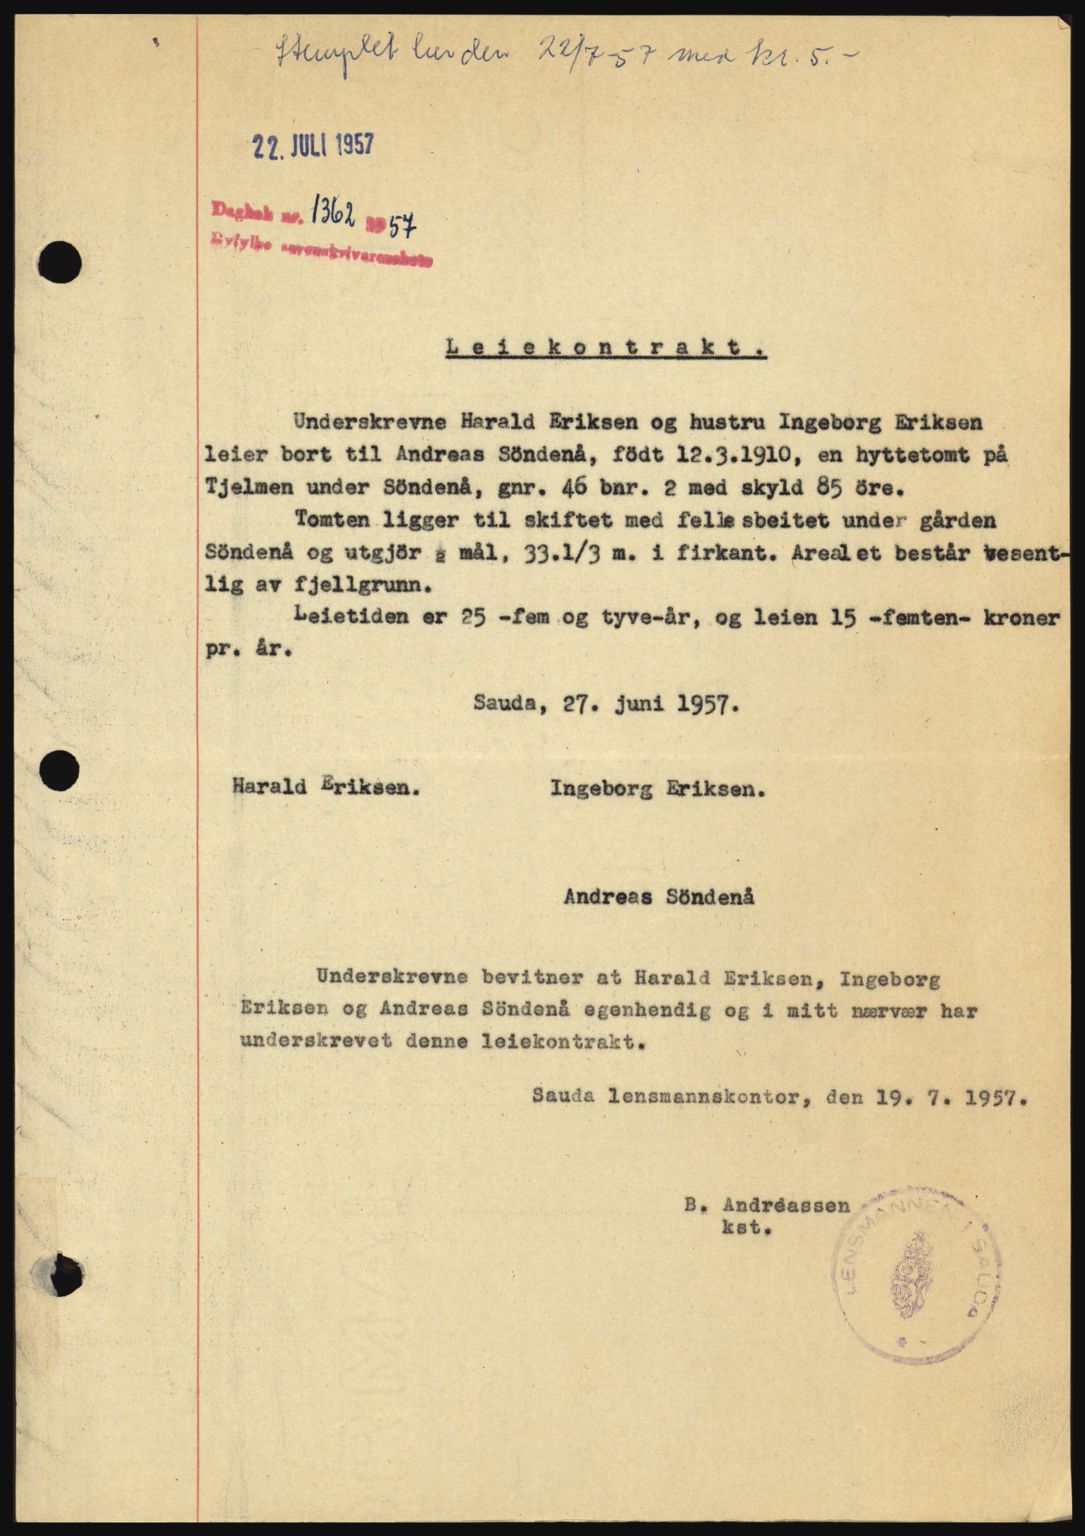 Stemplet her den 22/7-57 med kr. 5.-
22. JULI 1957
Dagbok nr. 1362 1957
Ryfylke sorenskriverembete
Leiekontrakt.
Underskrevne Harald Eriksen og hustru Ingeborg Eriksen
leier bort til Andreas Söndenå, födt 12.3.1910, en hyttetomt på
Tjelmen under Söndenå, gnr. 46 bnr. 2 med skyld 85 öre.
Tomten ligger til skiftet med fellesbeitet under gården
Söndenå og utgjör mål, 33.1/3 m. i firkant. Arealet består vesent-
lig av fjellgrunn.
Leietiden er 25 -fem og tyve-år, og leien 15 -femten- kroner
pr. år.
Sauda, 27. juni 1957.
Harald Eriksen. Ingeborg Eriksen.
Andreas Söndenå
Underskrevne bevitner at Harald Eriksen, Ingeborg
Eriksen og Andreas Söndenå egenhendig og i mitt nærvær har
underskrevet denne leiekontrakt.
Sauda lensmannskontor, den 19. 7. 1957.
B. Andreassen
kst.
LENSMANNEN I SAUDA